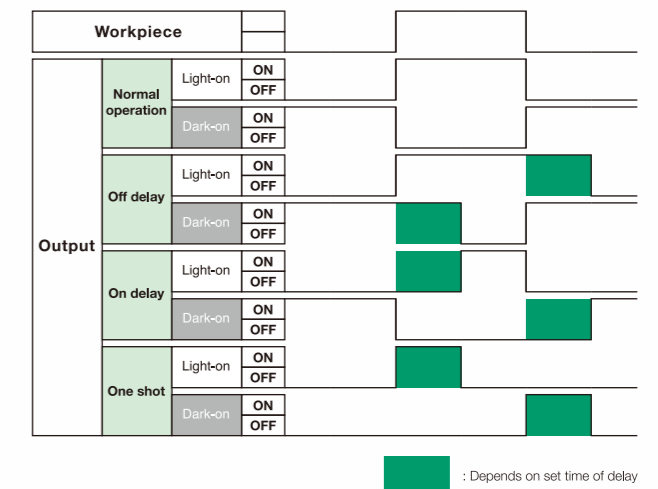 Workpiece
Output
Normal operation
Light-on
ON
OFF
Dark-on
ON
OFF
Off delay
Light-on
ON
OFF
Dark-on
ON
OFF
On delay
Light-on
ON
OFF
Dark-on
ON
OFF
One shot
Light-on
ON
OFF
Dark-on
ON
OFF
: Depends on set time of delay